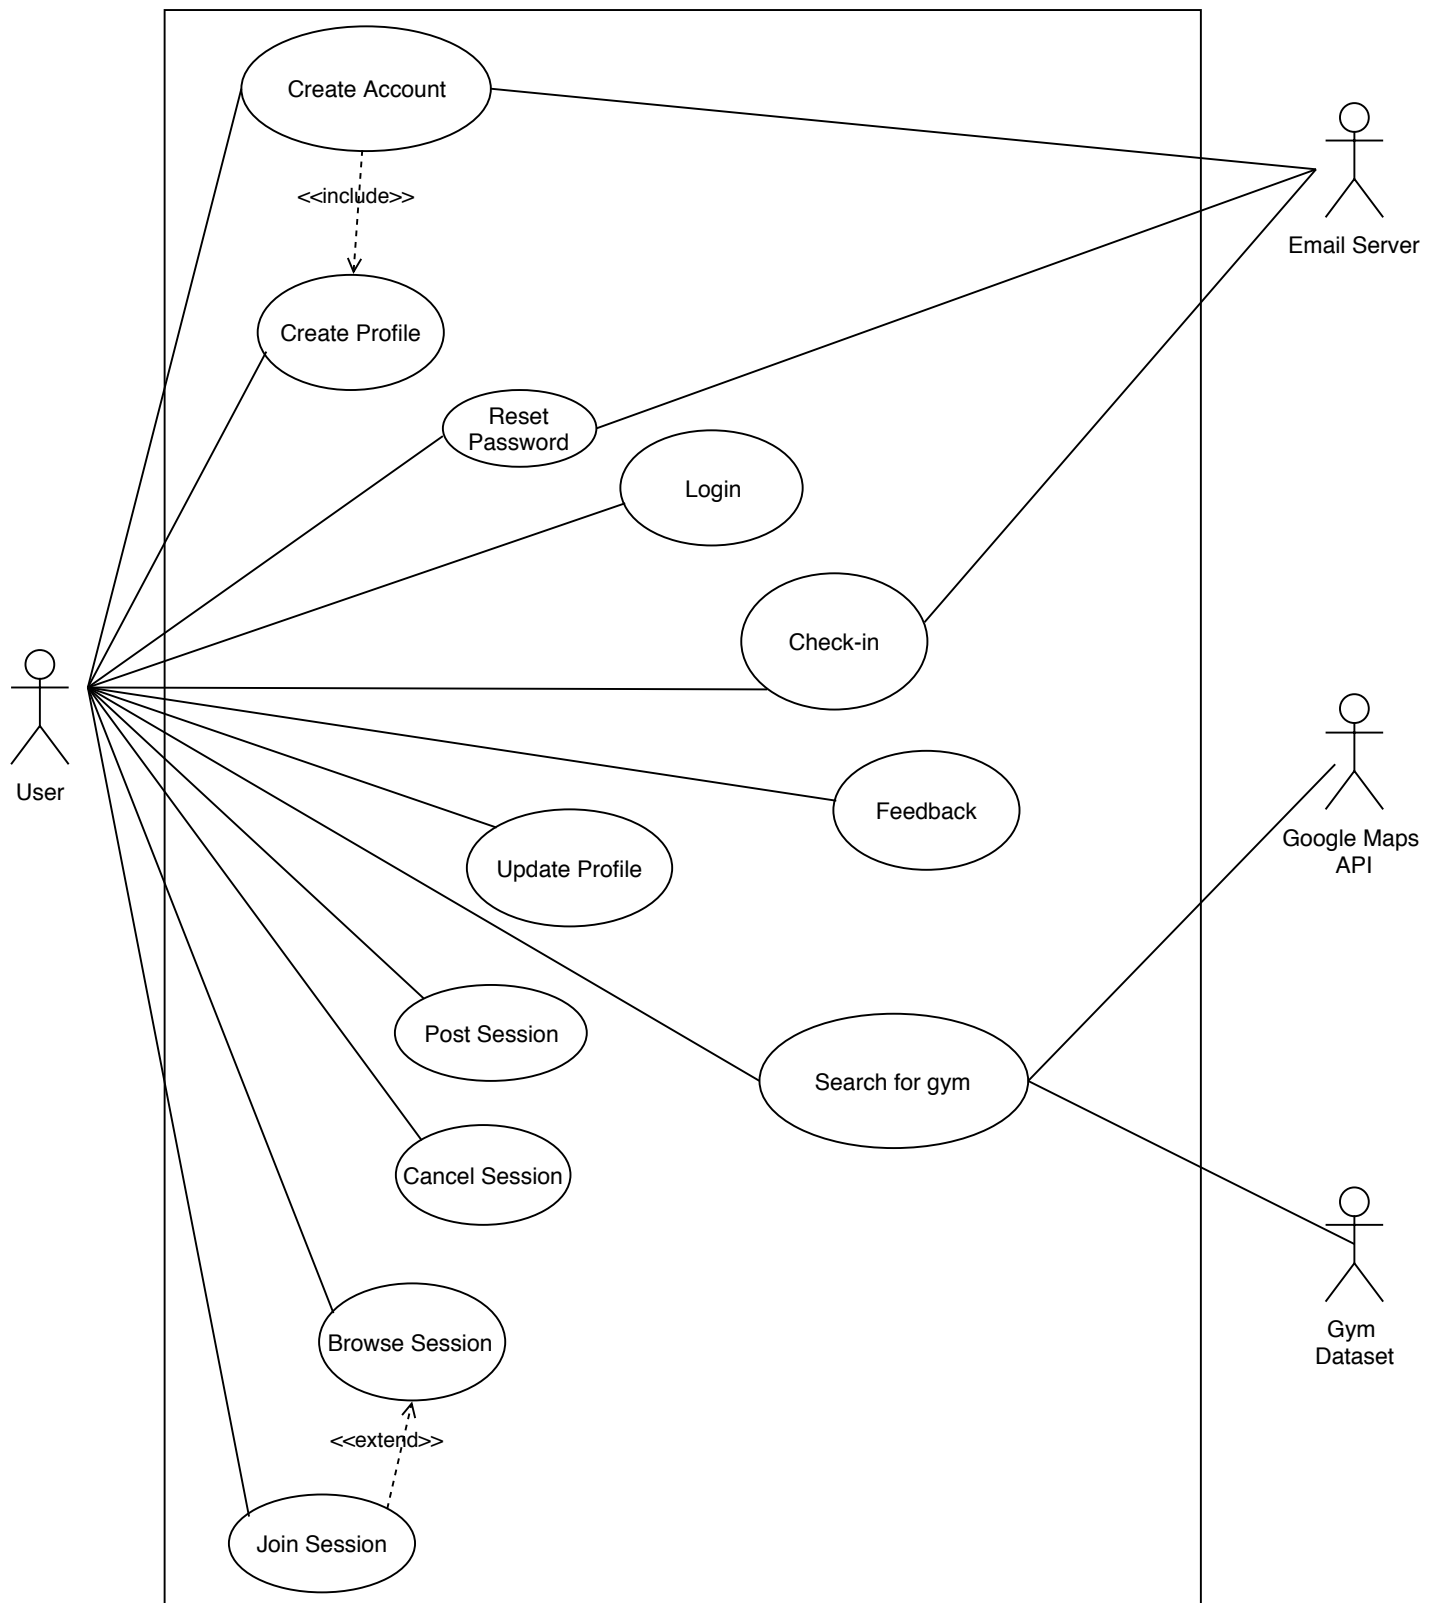 Create Account
<<include>>
Email Server
Create Profile
Reset
Password
Login
Check-in
User
Feedback
Google Maps
API
Update Profile
Post Session
Search for gym
Cancel Session
Gym
Dataset
Browse Session
<<extend>>
Join Session